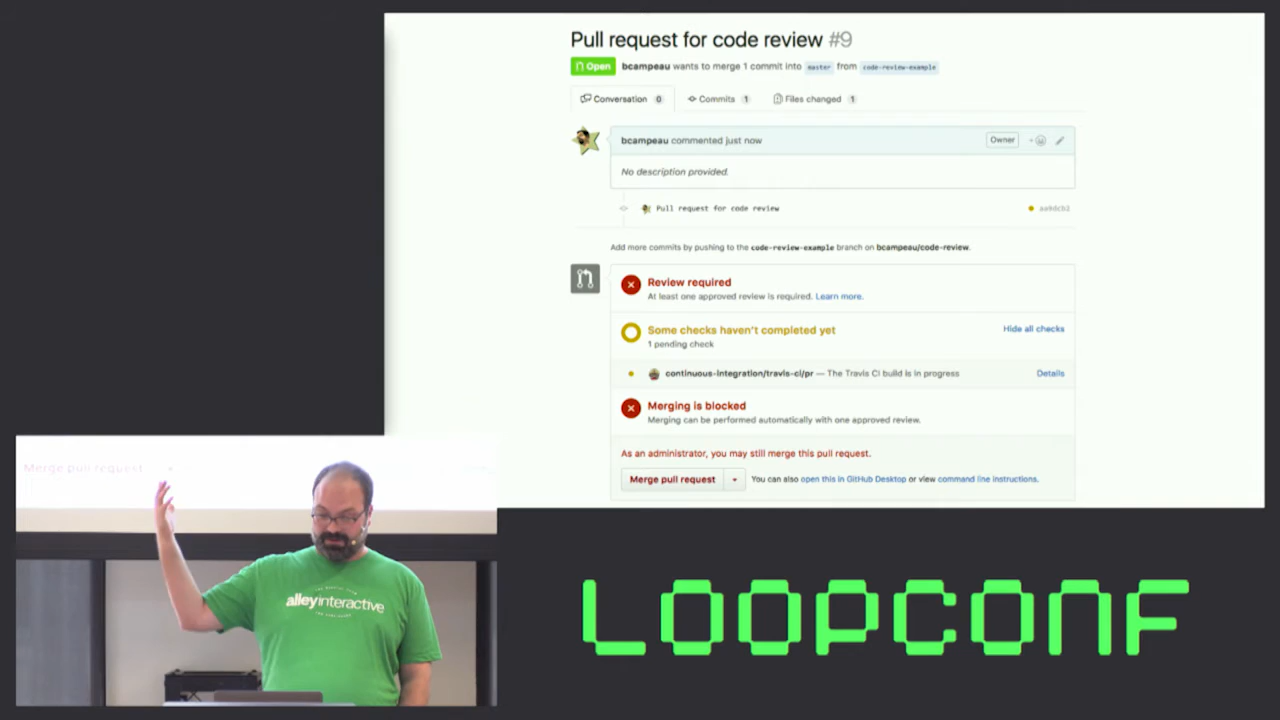 Pull request for code review #9
Open bcampeau wants to merge 1 commit into master from code-review-example
Conversation 0 Commits 1 Files changed 1
bcampeau commented just now Owner
No description provided.
Pull request for code review
Add more commits by pushing to the code-review-example branch on bcampeau/code-review.
Review required
At least one approved review is required. Learn more.
Some checks haven't completed yet Hide all checks
1 pending check
continuous-integration/travis-ci/pr — The Travis CI build is in progress Details
Merging is blocked
Merging can be performed automatically with one approved review.
As an administrator, you may still merge this pull request.
Merge pull request You can also open this in GitHub Desktop or view command line instructions.
Merge pull request
alleyinteractive
LOOPCONF